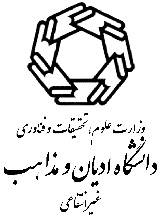 وزارت علوم، تحقیقات و فناوری
دانشگاه ادیان و مذاهب
غیرانتفاعی